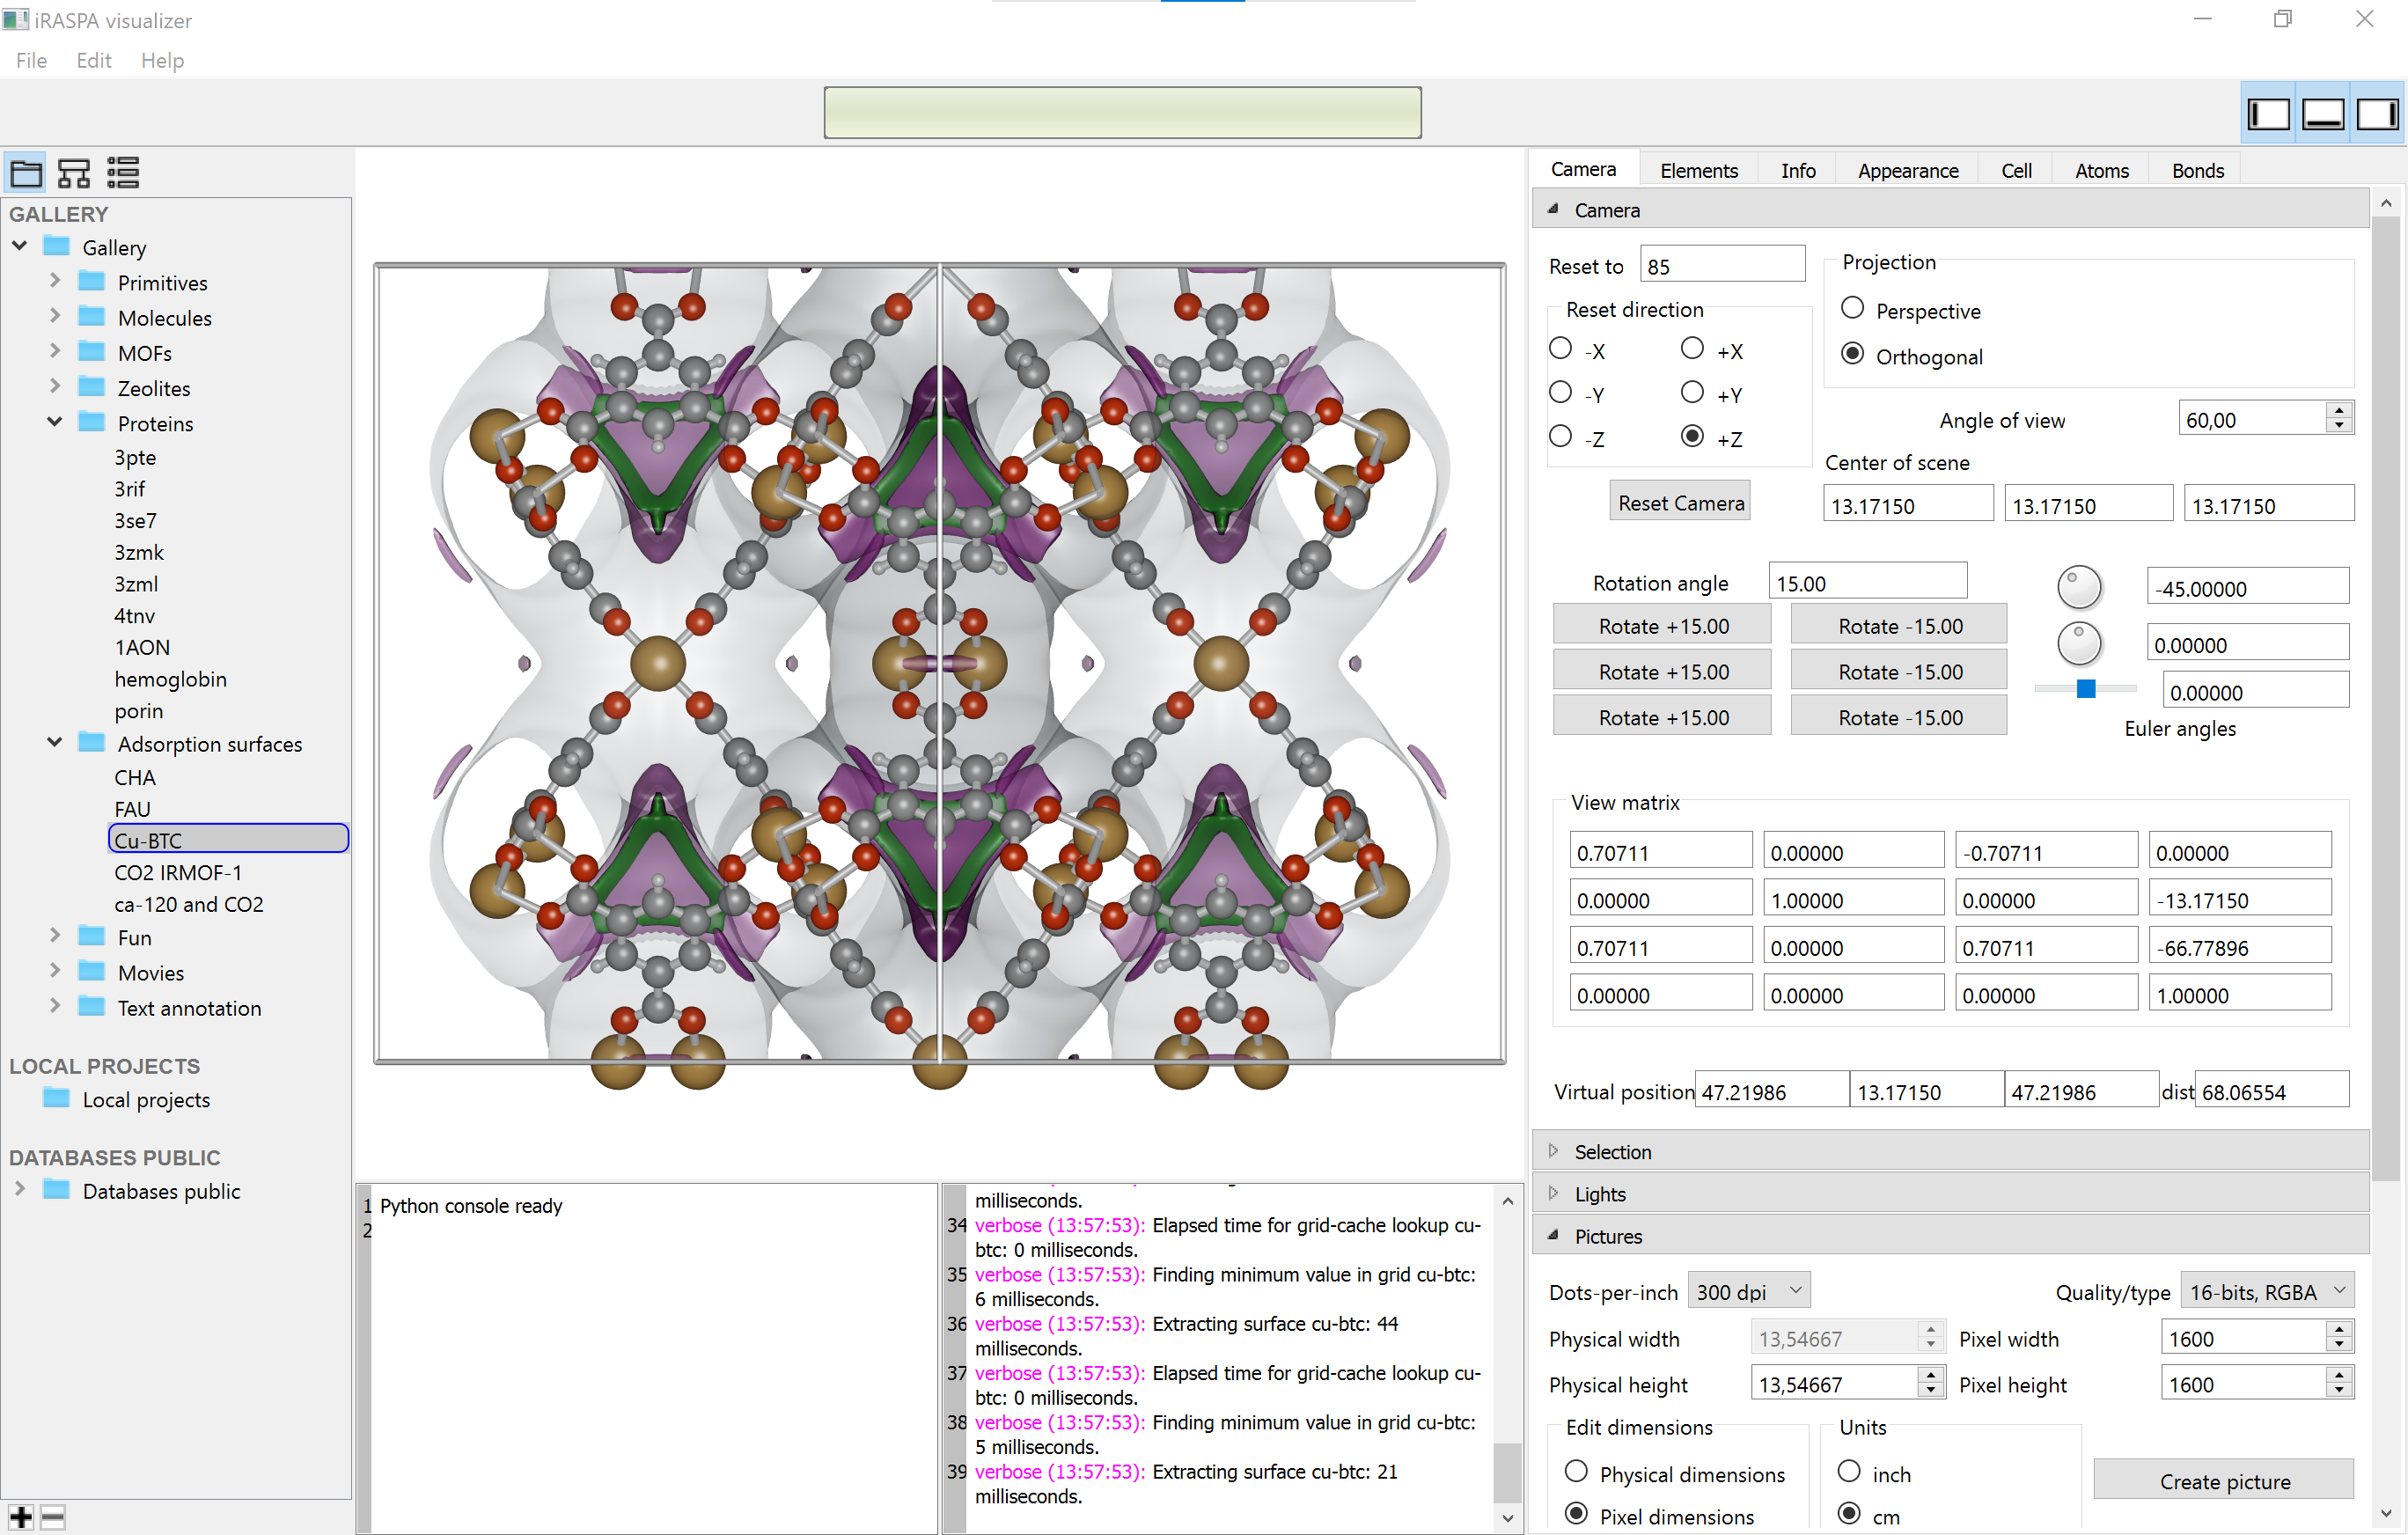 iRASPA visualizer
File Edit Help
GALLERY
Gallery
Primitives
Molecules
MOFs
Zeolites
Proteins
3pte
3rif
3se7
3zmk
3zml
4tnv
1AON
hemoglobin
porin
Adsorption surfaces
CHA
FAU
Cu-BTC
CO2 IRMOF-1
ca-120 and CO2
Fun
Movies
Text annotation
LOCAL PROJECTS
Local projects
DATABASES PUBLIC
Databases public
1 Python console ready
2
milliseconds.
34 verbose (13:57:53): Elapsed time for grid-cache lookup cu-
btc: 0 milliseconds.
35 verbose (13:57:53): Finding minimum value in grid cu-btc:
6 milliseconds.
36 verbose (13:57:53): Extracting surface cu-btc: 44
milliseconds.
37 verbose (13:57:53): Elapsed time for grid-cache lookup cu-
btc: 0 milliseconds.
38 verbose (13:57:53): Finding minimum value in grid cu-btc:
5 milliseconds.
39 verbose (13:57:53): Extracting surface cu-btc: 21
milliseconds.
Camera Elements Info Appearance Cell Atoms Bonds
Camera
Reset to 85
Projection
Perspective
Orthogonal
Reset direction
-X +X
-Y +Y
-Z +Z
Angle of view 60,00
Center of scene
Reset Camera 13.17150 13.17150 13.17150
Rotation angle 15.00 -45.00000
Rotate +15.00 Rotate -15.00 0.00000
Rotate +15.00 Rotate -15.00 0.00000
Rotate +15.00 Rotate -15.00 Euler angles
View matrix
0.70711 0.00000 -0.70711 0.00000
0.00000 1.00000 0.00000 -13.17150
0.70711 0.00000 0.70711 -66.77896
0.00000 0.00000 0.00000 1.00000
Virtual position 47.21986 13.17150 47.21986 dist 68.06554
Selection
Lights
Pictures
Dots-per-inch 300 dpi Quality/type 16-bits, RGBA
Physical width 13,54667 Pixel width 1600
Physical height 13,54667 Pixel height 1600
Edit dimensions Units
Physical dimensions inch
Create picture
Pixel dimensions cm